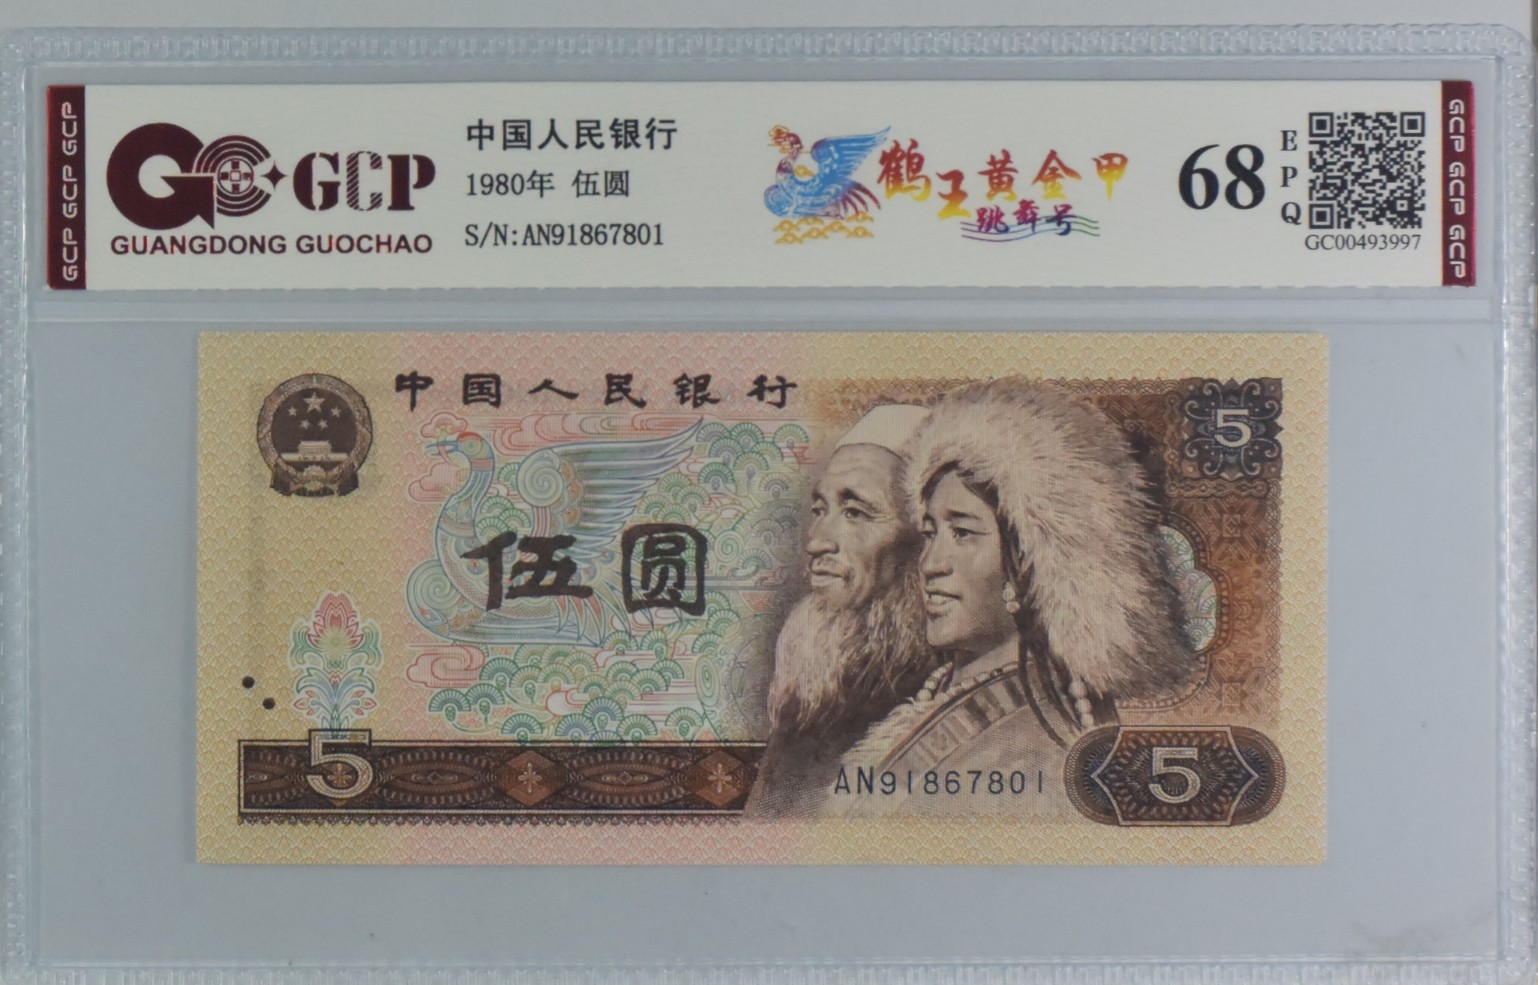 GCP GCP GCP
GCP
GUANGDONG GUOCHAO
中国人民银行
1980年 伍圆
S/N:AN91867801
鹤王黄金甲
跳舞号
68
EPQ
GC00493997
GCP GCP GCP
中国人民银行
5
伍圆
5
AN91867801
5